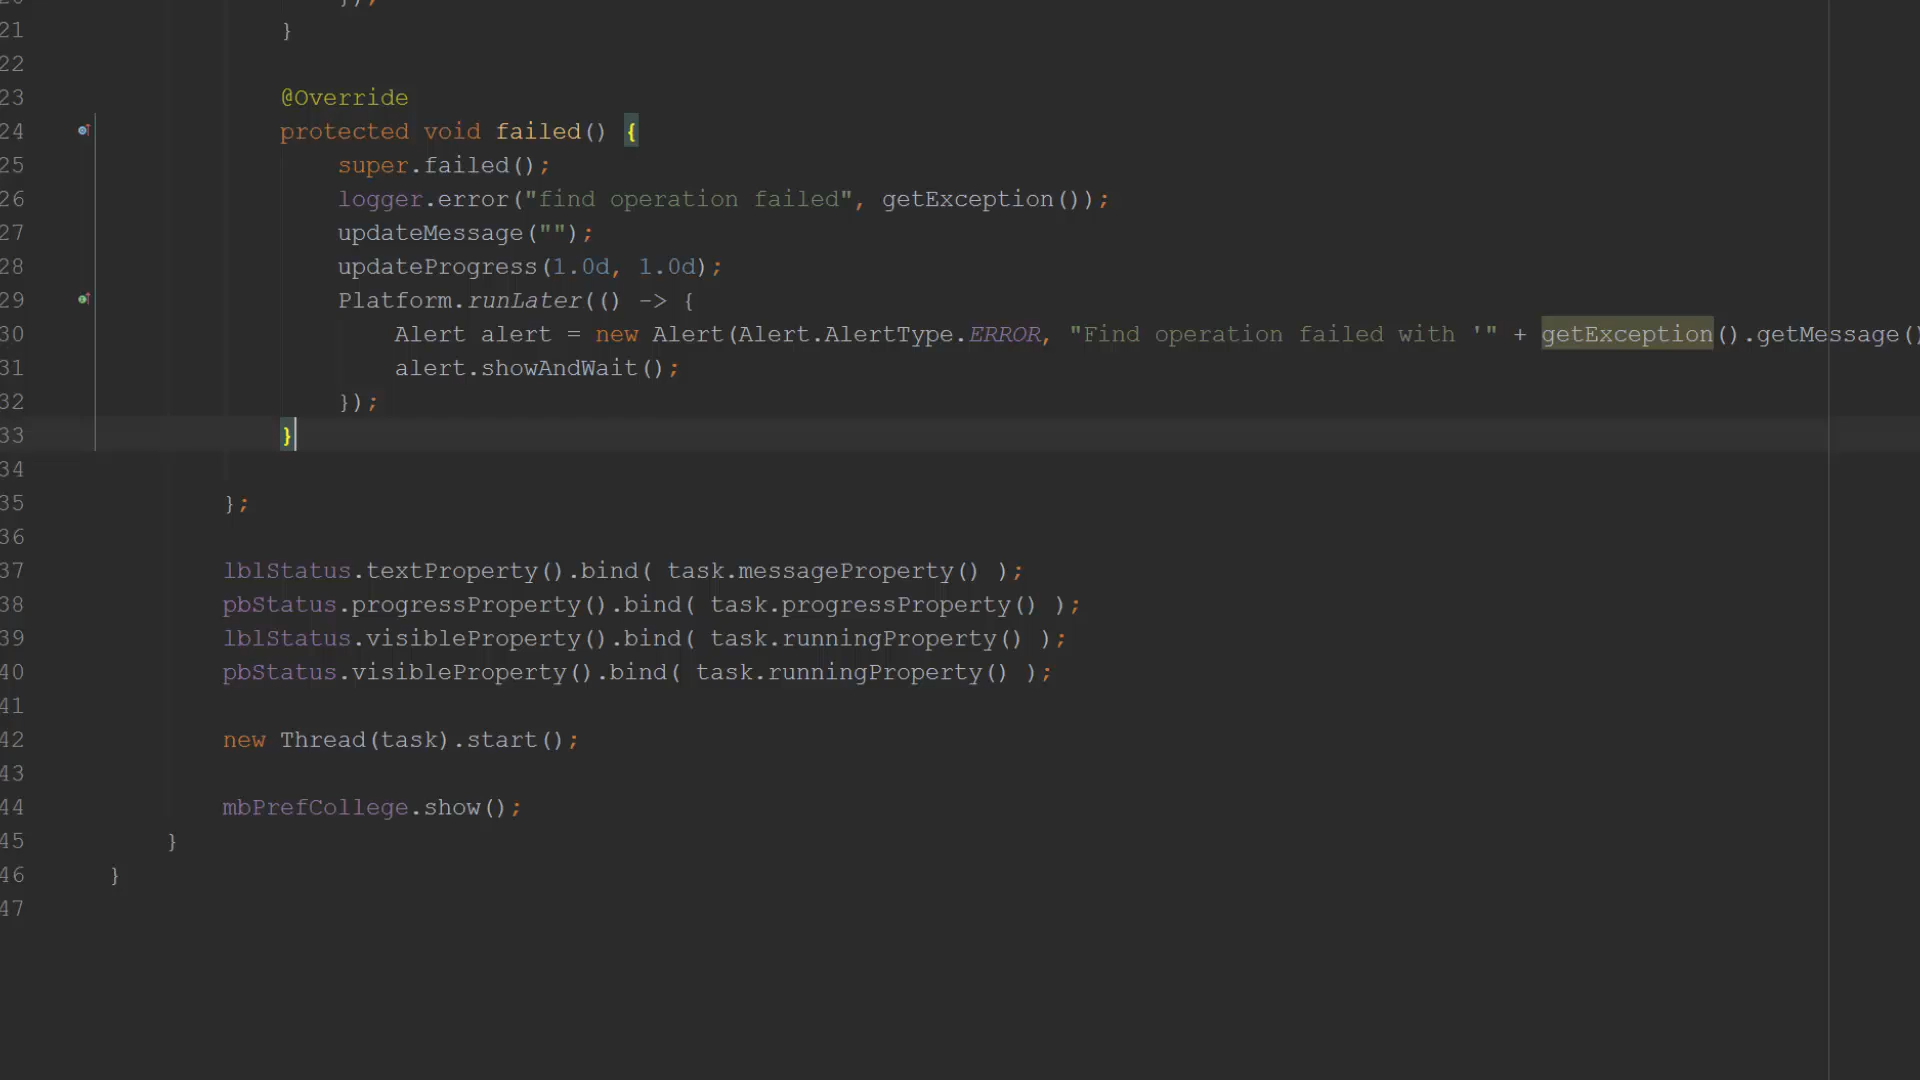 20 });
21 }
22
23 @Override
24 protected void failed() {
25 super.failed();
26 logger.error("find operation failed", getException());
27 updateMessage("");
28 updateProgress(1.0d, 1.0d);
29 Platform.runLater(() -> {
30 Alert alert = new Alert(Alert.AlertType.ERROR, "Find operation failed with '" + getException().getMessage()
31 alert.showAndWait();
32 });
33 }
34
35 };
36
37 lblStatus.textProperty().bind( task.messageProperty() );
38 pbStatus.progressProperty().bind( task.progressProperty() );
39 lblStatus.visibleProperty().bind( task.runningProperty() );
40 pbStatus.visibleProperty().bind( task.runningProperty() );
41
42 new Thread(task).start();
43
44 mbPrefCollege.show();
45 }
46 }
47